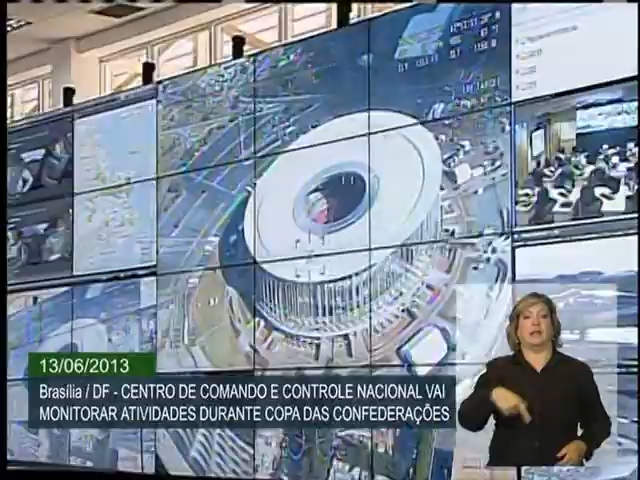 13/06/2013
Brasília / DF - CENTRO DE COMANDO E CONTROLE NACIONAL VAI
MONITORAR ATIVIDADES DURANTE COPA DAS CONFEDERAÇÕES